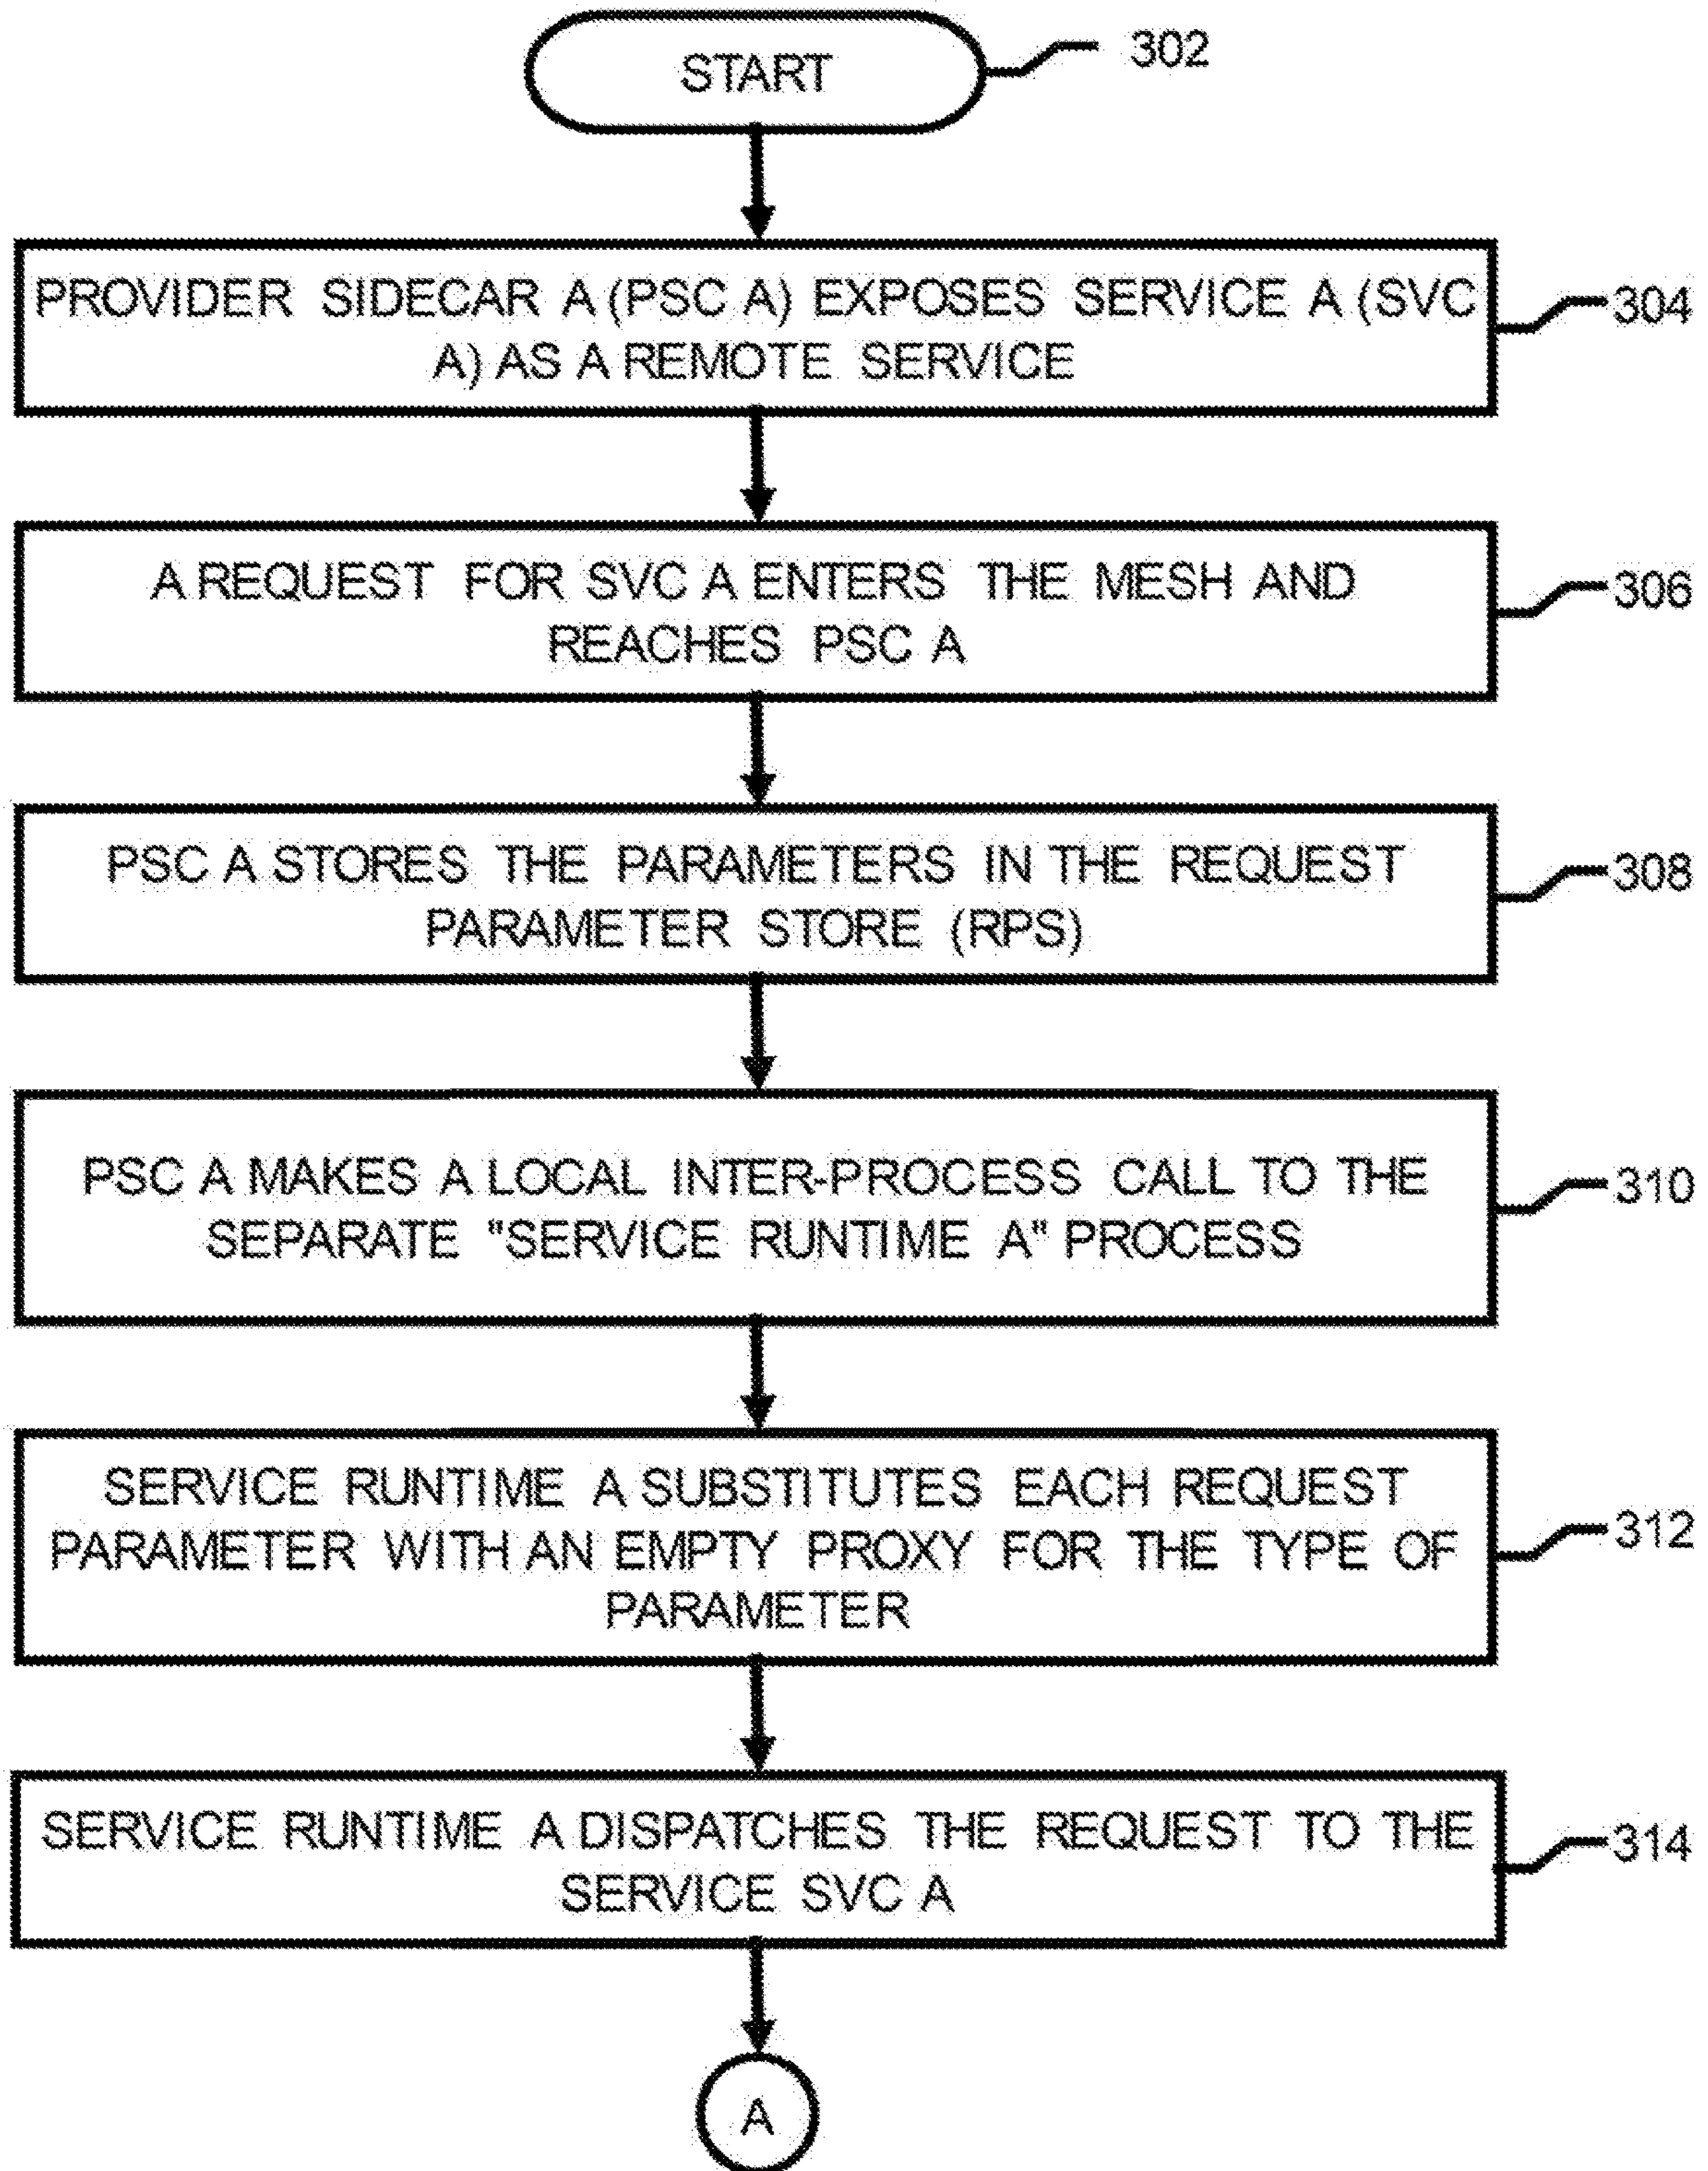 START
302
PROVIDER SIDECAR A (PSC A) EXPOSES SERVICE A (SVC
A) AS A REMOTE SERVICE
304
A REQUEST FOR SVC A ENTERS THE MESH AND
REACHES PSC A
306
PSC A STORES THE PARAMETERS IN THE REQUEST
PARAMETER STORE (RPS)
308
PSC A MAKES A LOCAL INTER-PROCESS CALL TO THE
SEPARATE "SERVICE RUNTIME A" PROCESS
310
SERVICE RUNTIME A SUBSTITUTES EACH REQUEST
PARAMETER WITH AN EMPTY PROXY FOR THE TYPE OF
PARAMETER
312
SERVICE RUNTIME A DISPATCHES THE REQUEST TO THE
SERVICE SVC A
314
A